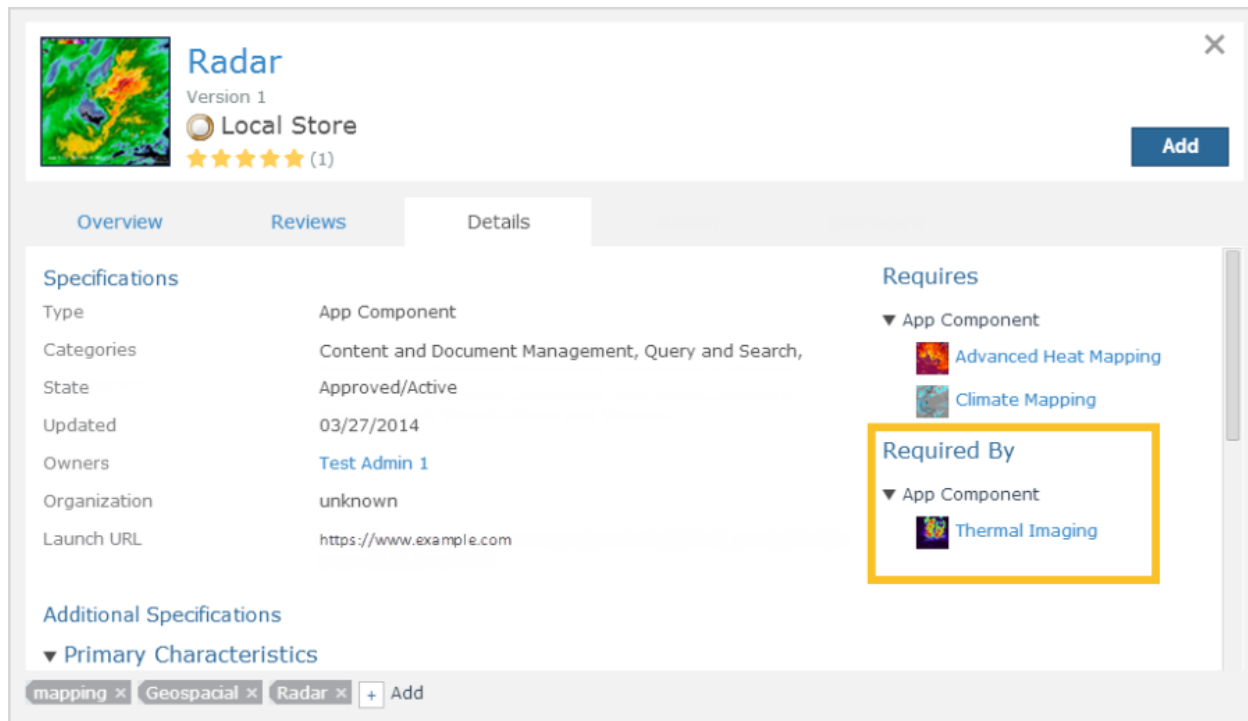 Radar
Version 1
Local Store
(1)
Add
Overview Reviews Details
Specifications
Type App Component
Categories Content and Document Management, Query and Search,
State Approved/Active
Updated 03/27/2014
Owners Test Admin 1
Organization unknown
Launch URL https://www.example.com
Additional Specifications
▼ Primary Characteristics
Requires
▼ App Component
Advanced Heat Mapping
Climate Mapping
Required By
▼ App Component
Thermal Imaging
mapping × Geospacial × Radar × + Add